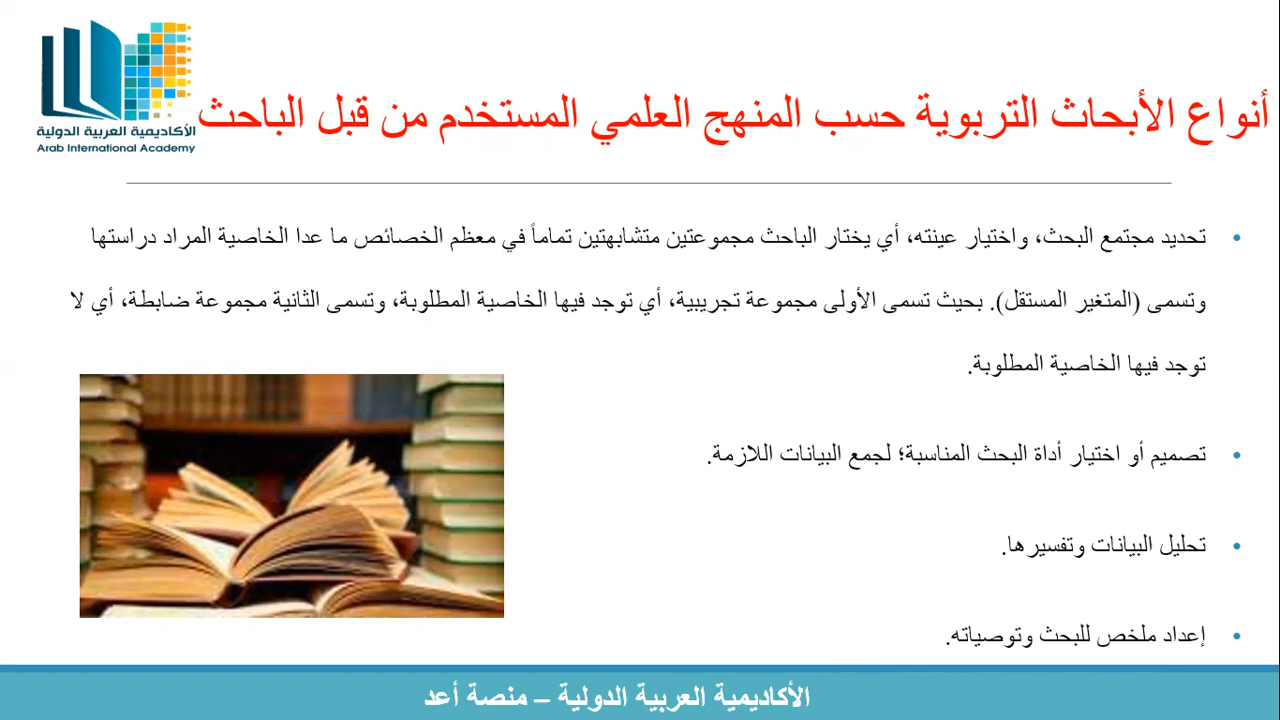 الأكاديمية العربية الدولية
Arab International Academy
أنواع الأبحاث التربوية حسب المنهج العلمي المستخدم من قبل الباحث
• تحديد مجتمع البحث، واختيار عينته، أي يختار الباحث مجموعتين متشابهتين تماماً في معظم الخصائص ما عدا الخاصية المراد دراستها
وتسمى (المتغير المستقل). بحيث تسمى الأولى مجموعة تجريبية، أي توجد فيها الخاصية المطلوبة، وتسمى الثانية مجموعة ضابطة، أي لا
توجد فيها الخاصية المطلوبة.
• تصميم أو اختيار أداة البحث المناسبة؛ لجمع البيانات اللازمة.
• تحليل البيانات وتفسيرها.
• إعداد ملخص للبحث وتوصياته.
الأكاديمية العربية الدولية – منصة أعد